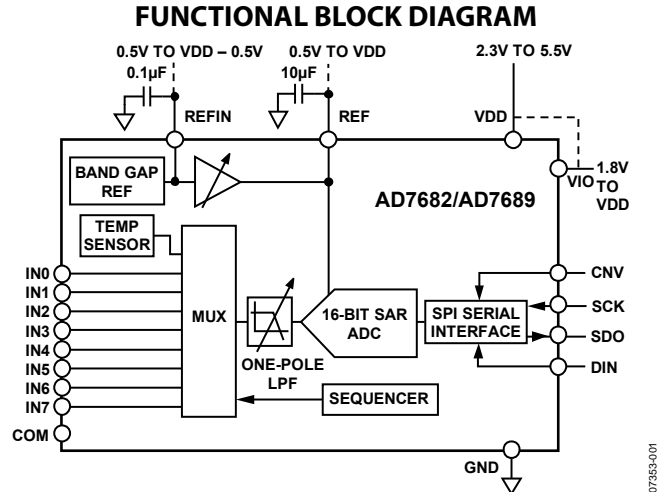 FUNCTIONAL BLOCK DIAGRAM
0.5V TO VDD – 0.5V
0.5V TO VDD
2.3V TO 5.5V
0.1µF
10µF
REFIN
REF
VDD
BAND GAP
REF
VIO
1.8V
TO
VDD
AD7682/AD7689
TEMP
SENSOR
IN0
IN1
IN2
IN3
IN4
IN5
IN6
IN7
COM
MUX
ONE-POLE
LPF
16-BIT SAR
ADC
SPI SERIAL
INTERFACE
CNV
SCK
SDO
DIN
SEQUENCER
GND
07353-001